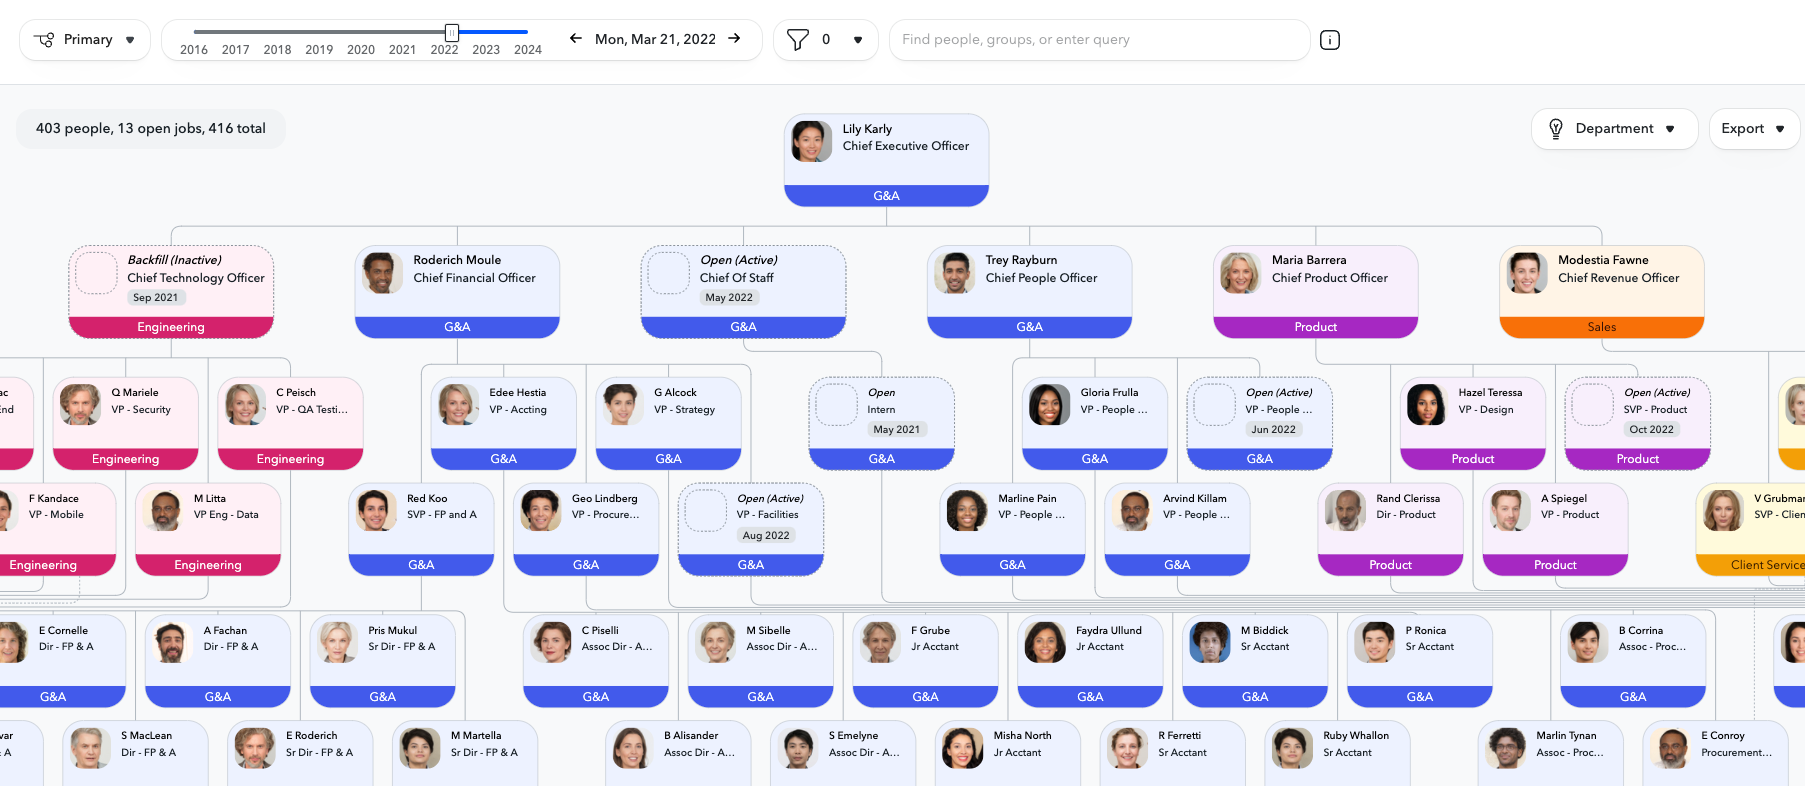 Primary
2016 2017 2018 2019 2020 2021 2022 2023 2024
Mon, Mar 21, 2022
0
Find people, groups, or enter query
403 people, 13 open jobs, 416 total
Department
Export
Lily Karly
Chief Executive Officer
G&A
Backfill (Inactive)
Chief Technology Officer
Sep 2021
Engineering
Roderich Moule
Chief Financial Officer
G&A
Open (Active)
Chief Of Staff
May 2022
G&A
Trey Rayburn
Chief People Officer
G&A
Maria Barrera
Chief Product Officer
Product
Modestia Fawne
Chief Revenue Officer
Sales
ac
End
Q Mariele
VP - Security
Engineering
C Peisch
VP - QA Testi...
Engineering
Edee Hestia
VP - Accting
G&A
G Alcock
VP - Strategy
G&A
Open
Intern
May 2021
G&A
Gloria Frulla
VP - People ...
G&A
Open (Active)
VP - People ...
Jun 2022
G&A
Hazel Teressa
VP - Design
Product
Open (Active)
SVP - Product
Oct 2022
Product
F Kandace
VP - Mobile
Engineering
M Litta
VP Eng - Data
Engineering
Red Koo
SVP - FP and A
G&A
Geo Lindberg
VP - Procure...
G&A
Open (Active)
VP - Facilities
Aug 2022
G&A
Marline Pain
VP - People ...
G&A
Arvind Killam
VP - People ...
G&A
Rand Clerissa
Dir - Product
Product
A Spiegel
VP - Product
Product
V Grubman
SVP - Clien
Client Service
E Cornelle
Dir - FP & A
G&A
A Fachan
Dir - FP & A
G&A
Pris Mukul
Sr Dir - FP & A
G&A
C Piselli
Assoc Dir - A...
G&A
M Sibelle
Assoc Dir - A...
G&A
F Grube
Jr Acctant
G&A
Faydra Ullund
Jr Acctant
G&A
M Biddick
Sr Acctant
G&A
P Ronica
Sr Acctant
G&A
B Corrina
Assoc - Proc...
G&A
var
& A
S MacLean
Dir - FP & A
E Roderich
Sr Dir - FP & A
M Martella
Sr Dir - FP & A
B Alisander
Assoc Dir - A...
S Emelyne
Assoc Dir - A...
Misha North
Jr Acctant
R Ferretti
Sr Acctant
Ruby Whallon
Sr Acctant
Marlin Tynan
Assoc - Proc...
E Conroy
Procurement...